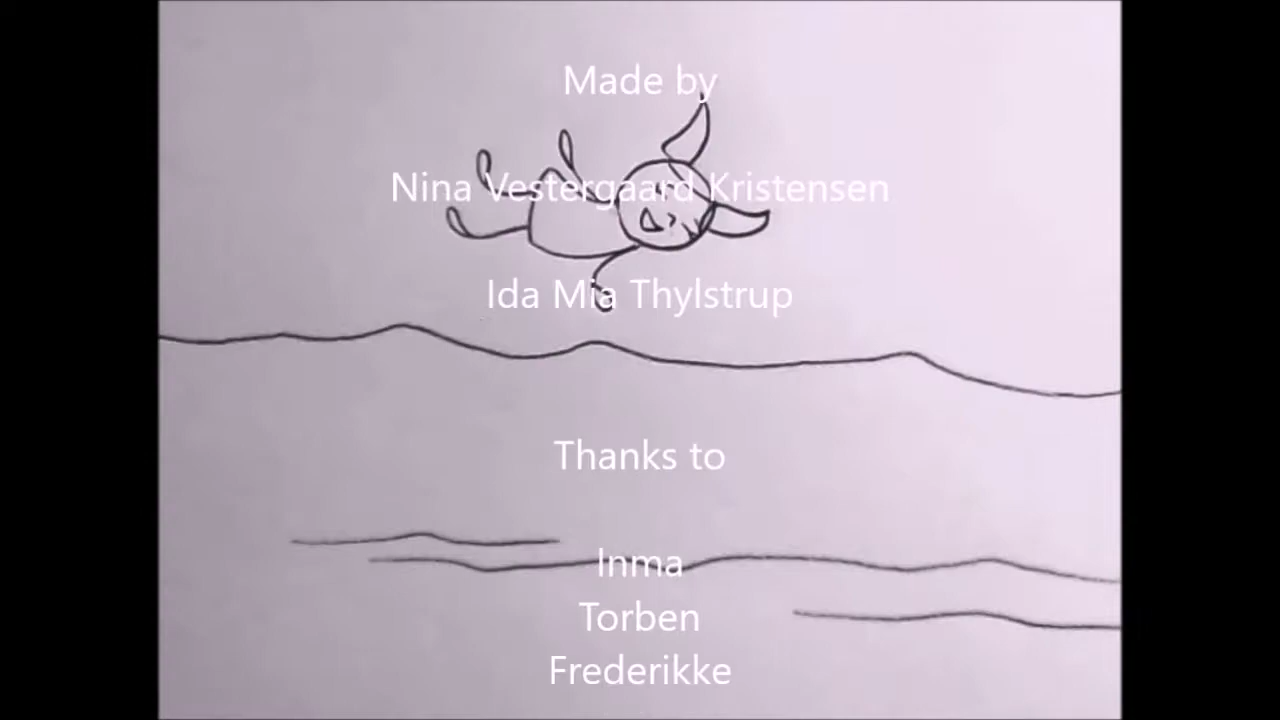 Made by
Nina Vestergaard Kristensen
Ida Mia Thylstrup
Thanks to
Inma
Torben
Frederikke